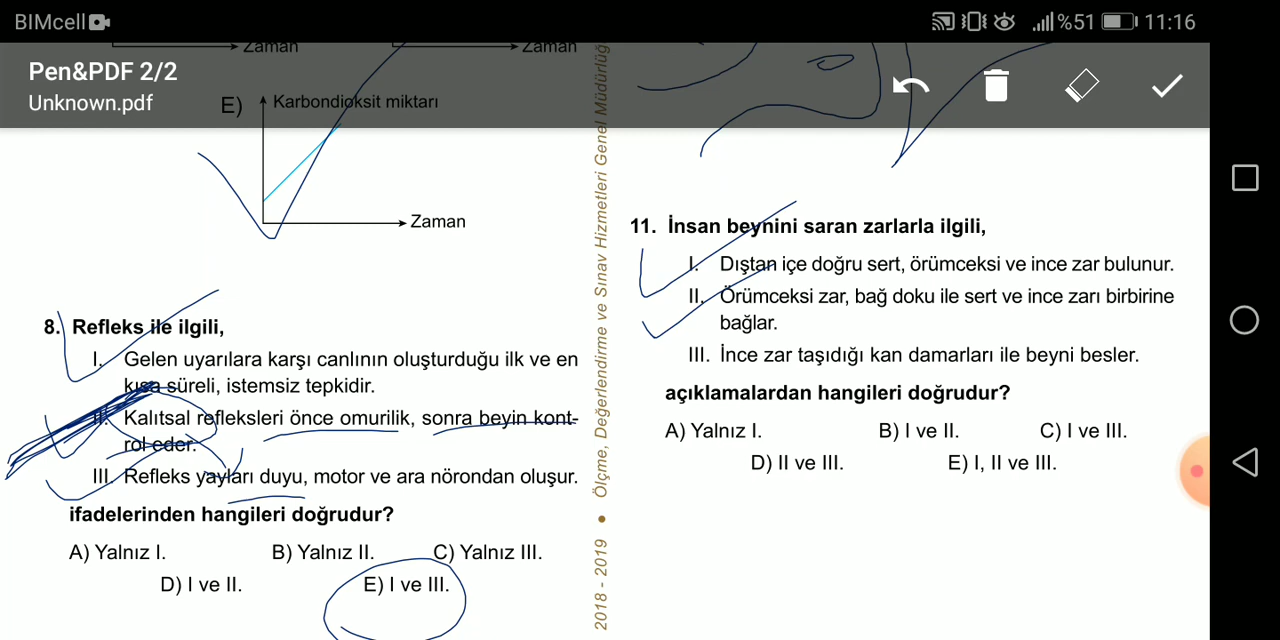 BIMcell
%51
11:16
Zaman
Zaman
Pen&PDF 2/2
Unknown.pdf
E)
Karbondioksit miktarı
Zaman
8. Refleks ile ilgili,
I. Gelen uyarılara karşı canlının oluşturduğu ilk ve en
kısa süreli, istemsiz tepkidir.
II. Kalıtsal refleksleri önce omurilik, sonra beyin kont-
rol eder.
III. Refleks yayları duyu, motor ve ara nörondan oluşur.
ifadelerinden hangileri doğrudur?
A) Yalnız I. B) Yalnız II. C) Yalnız III.
D) I ve II. E) I ve III.
2018 - 2019 ● Ölçme, Değerlendirme ve Sınav Hizmetleri Genel Müdürlüğ
11. İnsan beynini saran zarlarla ilgili,
I. Dıştan içe doğru sert, örümceksi ve ince zar bulunur.
II. Örümceksi zar, bağ doku ile sert ve ince zarı birbirine
bağlar.
III. İnce zar taşıdığı kan damarları ile beyni besler.
açıklamalardan hangileri doğrudur?
A) Yalnız I. B) I ve II. C) I ve III.
D) II ve III. E) I, II ve III.